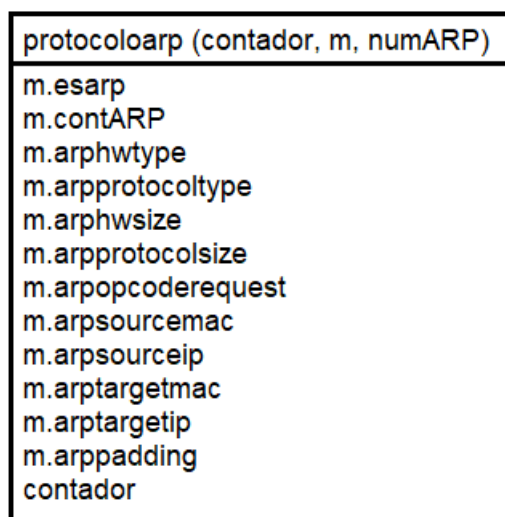 protocoloarp (contador, m, numARP)
m.esarp
m.contARP
m.arphwtype
m.arpprotocoltype
m.arphwsize
m.arpprotocolsize
m.arpopcoderequest
m.arpsourcemac
m.arpsourceip
m.arptargetmac
m.arptargetip
m.arppadding
contador